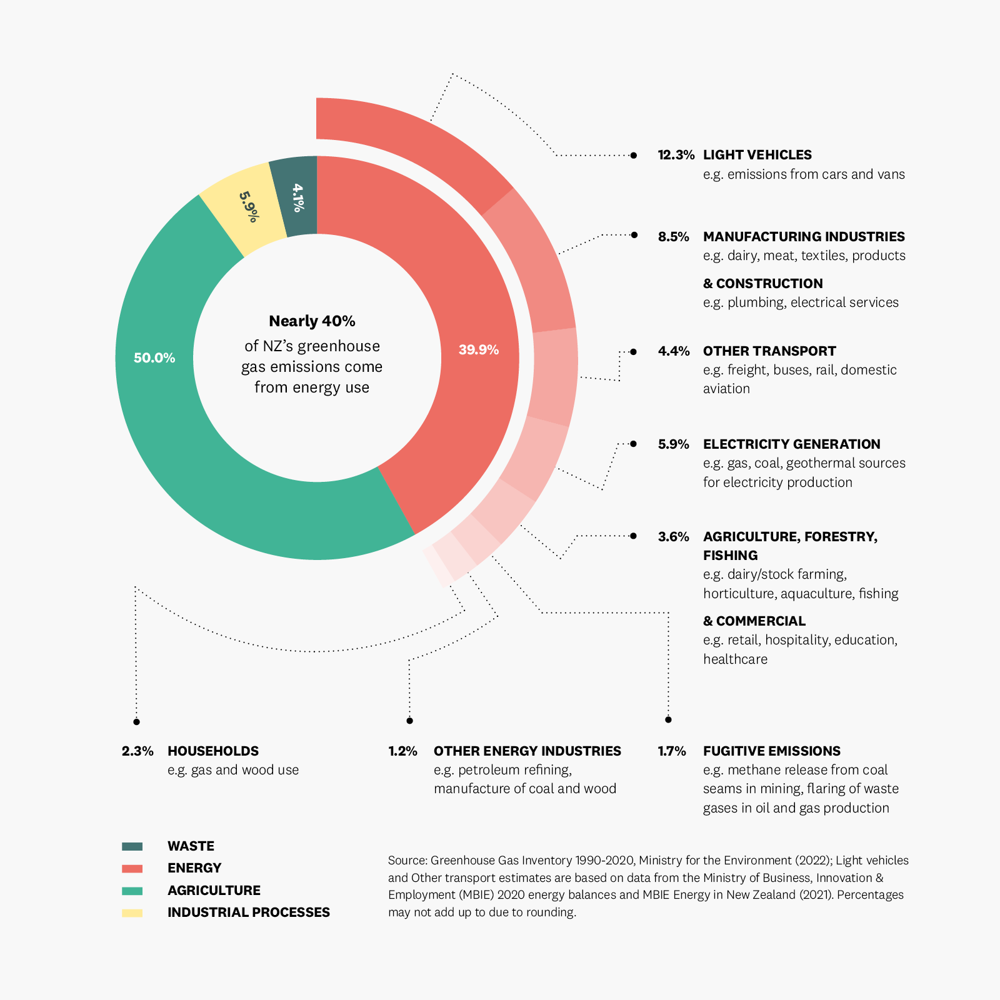 12.3% LIGHT VEHICLES
e.g. emissions from cars and vans
8.5% MANUFACTURING INDUSTRIES
e.g. dairy, meat, textiles, products
& CONSTRUCTION
e.g. plumbing, electrical services
4.4% OTHER TRANSPORT
e.g. freight, buses, rail, domestic
aviation
5.9% ELECTRICITY GENERATION
e.g. gas, coal, geothermal sources
for electricity production
3.6% AGRICULTURE, FORESTRY,
FISHING
e.g. dairy/stock farming,
horticulture, aquaculture, fishing
& COMMERCIAL
e.g. retail, hospitality, education,
healthcare
4.1%
5.9%
50.0%
39.9%
Nearly 40%
of NZ’s greenhouse
gas emissions come
from energy use
2.3% HOUSEHOLDS
e.g. gas and wood use
1.2% OTHER ENERGY INDUSTRIES
e.g. petroleum refining,
manufacture of coal and wood
1.7% FUGITIVE EMISSIONS
e.g. methane release from coal
seams in mining, flaring of waste
gases in oil and gas production
WASTE
ENERGY
AGRICULTURE
INDUSTRIAL PROCESSES
Source: Greenhouse Gas Inventory 1990-2020, Ministry for the Environment (2022); Light vehicles
and Other transport estimates are based on data from the Ministry of Business, Innovation &
Employment (MBIE) 2020 energy balances and MBIE Energy in New Zealand (2021). Percentages
may not add up to due to rounding.